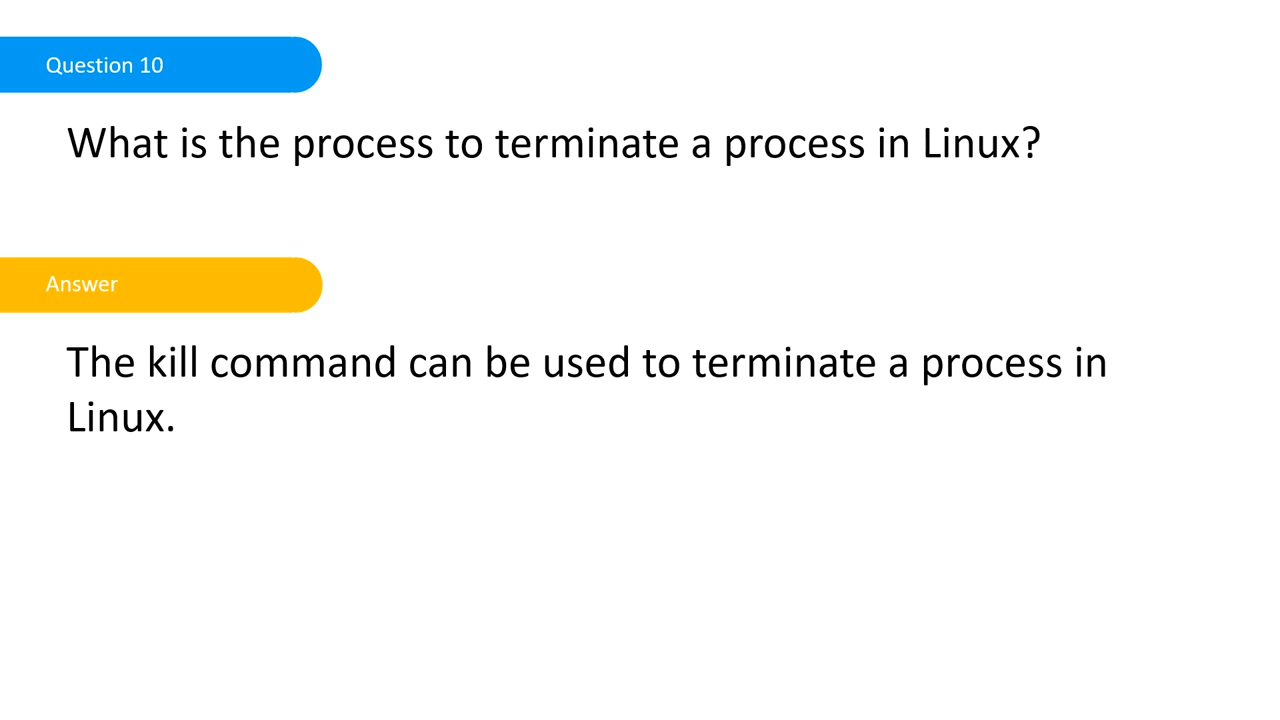 Question 10
What is the process to terminate a process in Linux?
Answer
The kill command can be used to terminate a process in
Linux.